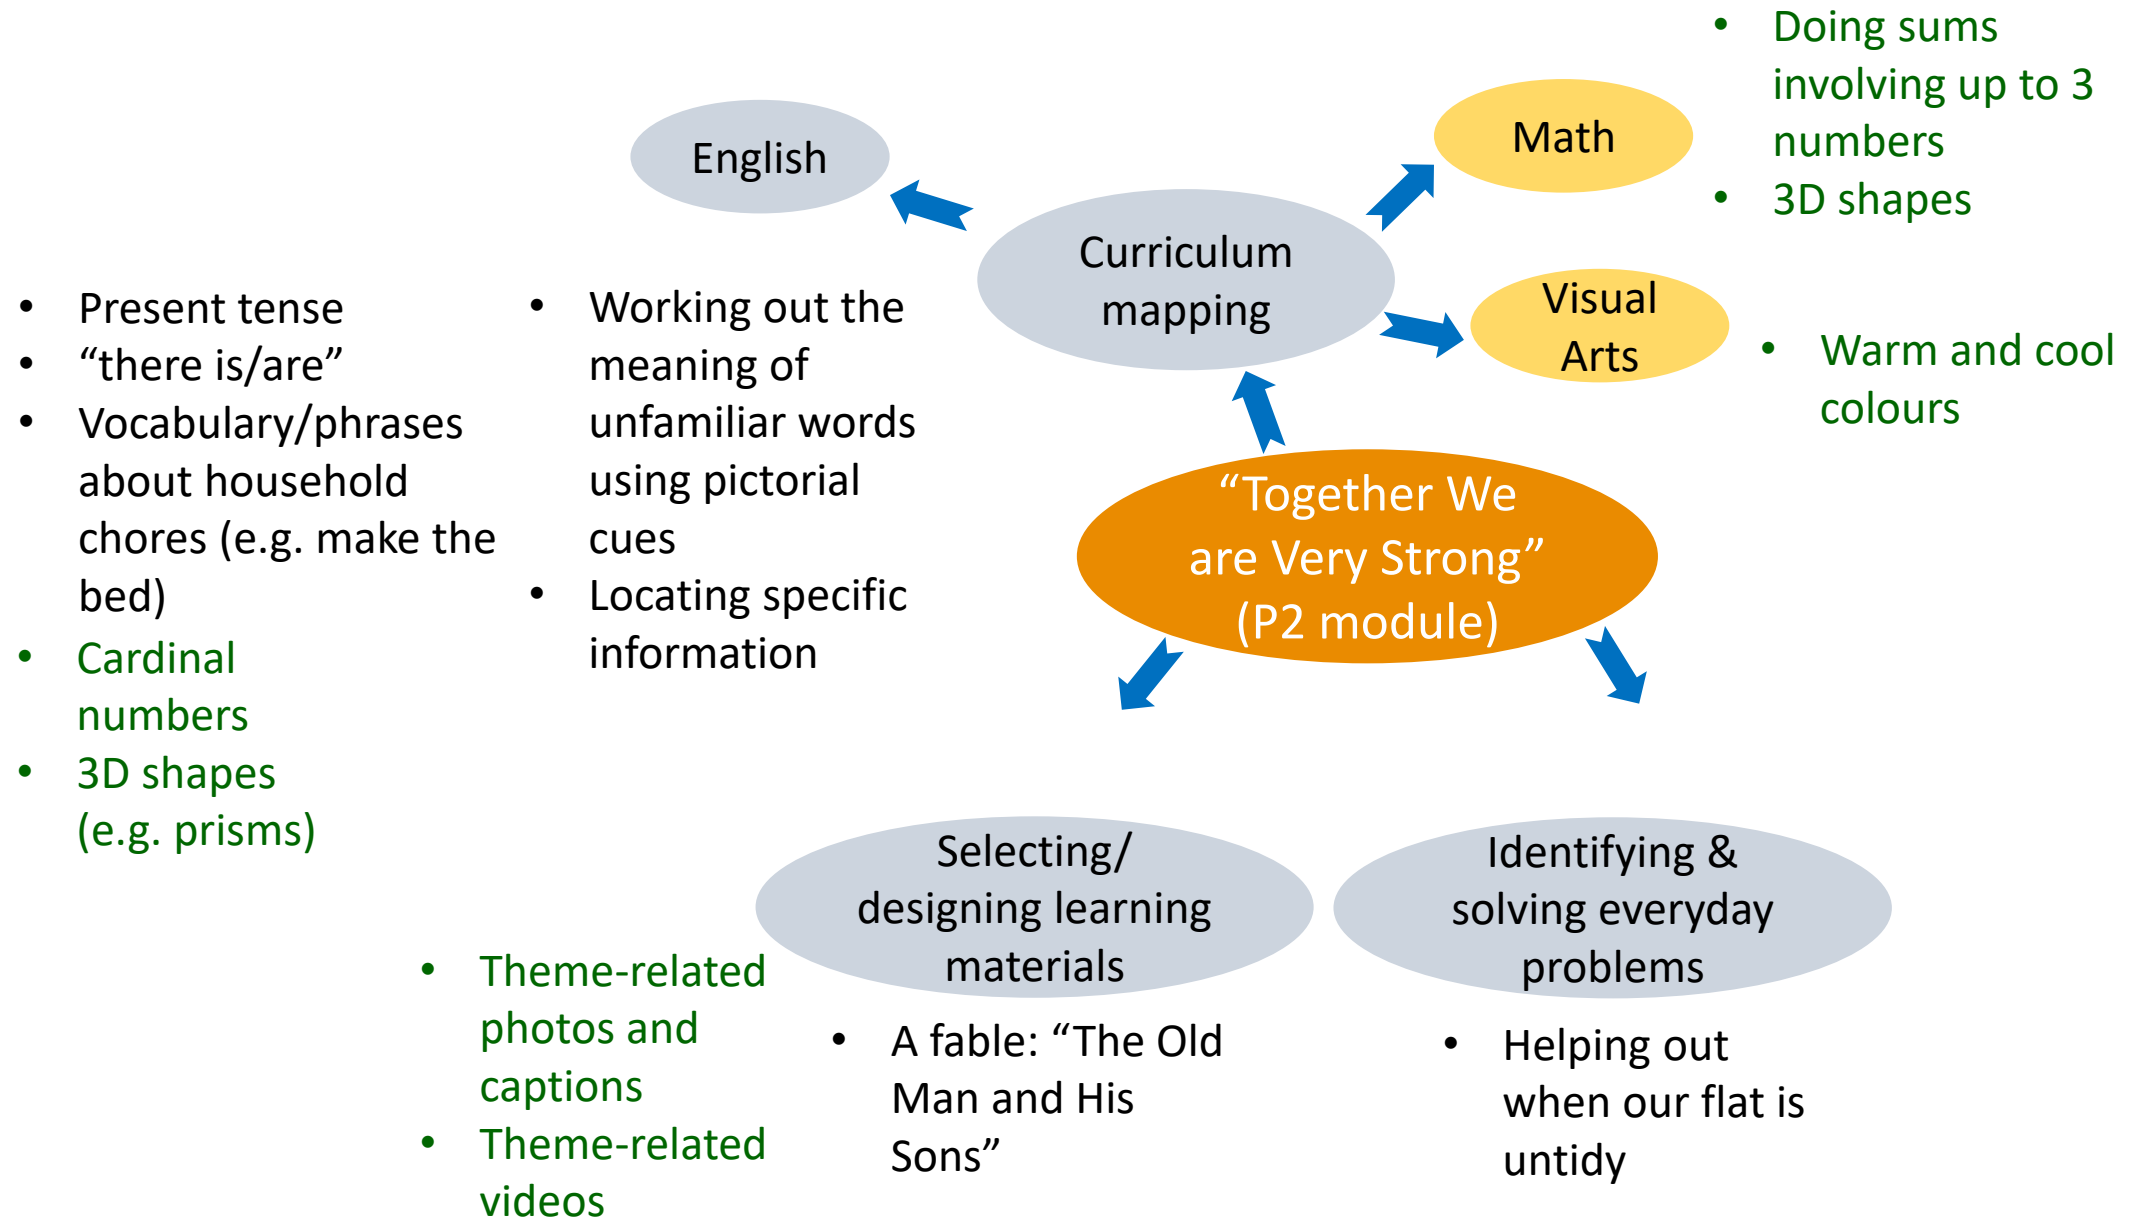 English
Curriculum
mapping
Math
• Doing sums
involving up to 3
numbers
• 3D shapes
Visual
Arts
• Warm and cool
colours
• Present tense
• “there is/are”
• Vocabulary/phrases
about household
chores (e.g. make the
bed)
• Cardinal
numbers
• 3D shapes
(e.g. prisms)
• Working out the
meaning of
unfamiliar words
using pictorial
cues
• Locating specific
information
“Together We
are Very Strong”
(P2 module)
Selecting/
designing learning
materials
• Theme-related
photos and
captions
• Theme-related
videos
• A fable: “The Old
Man and His
Sons”
Identifying &
solving everyday
problems
• Helping out
when our flat is
untidy